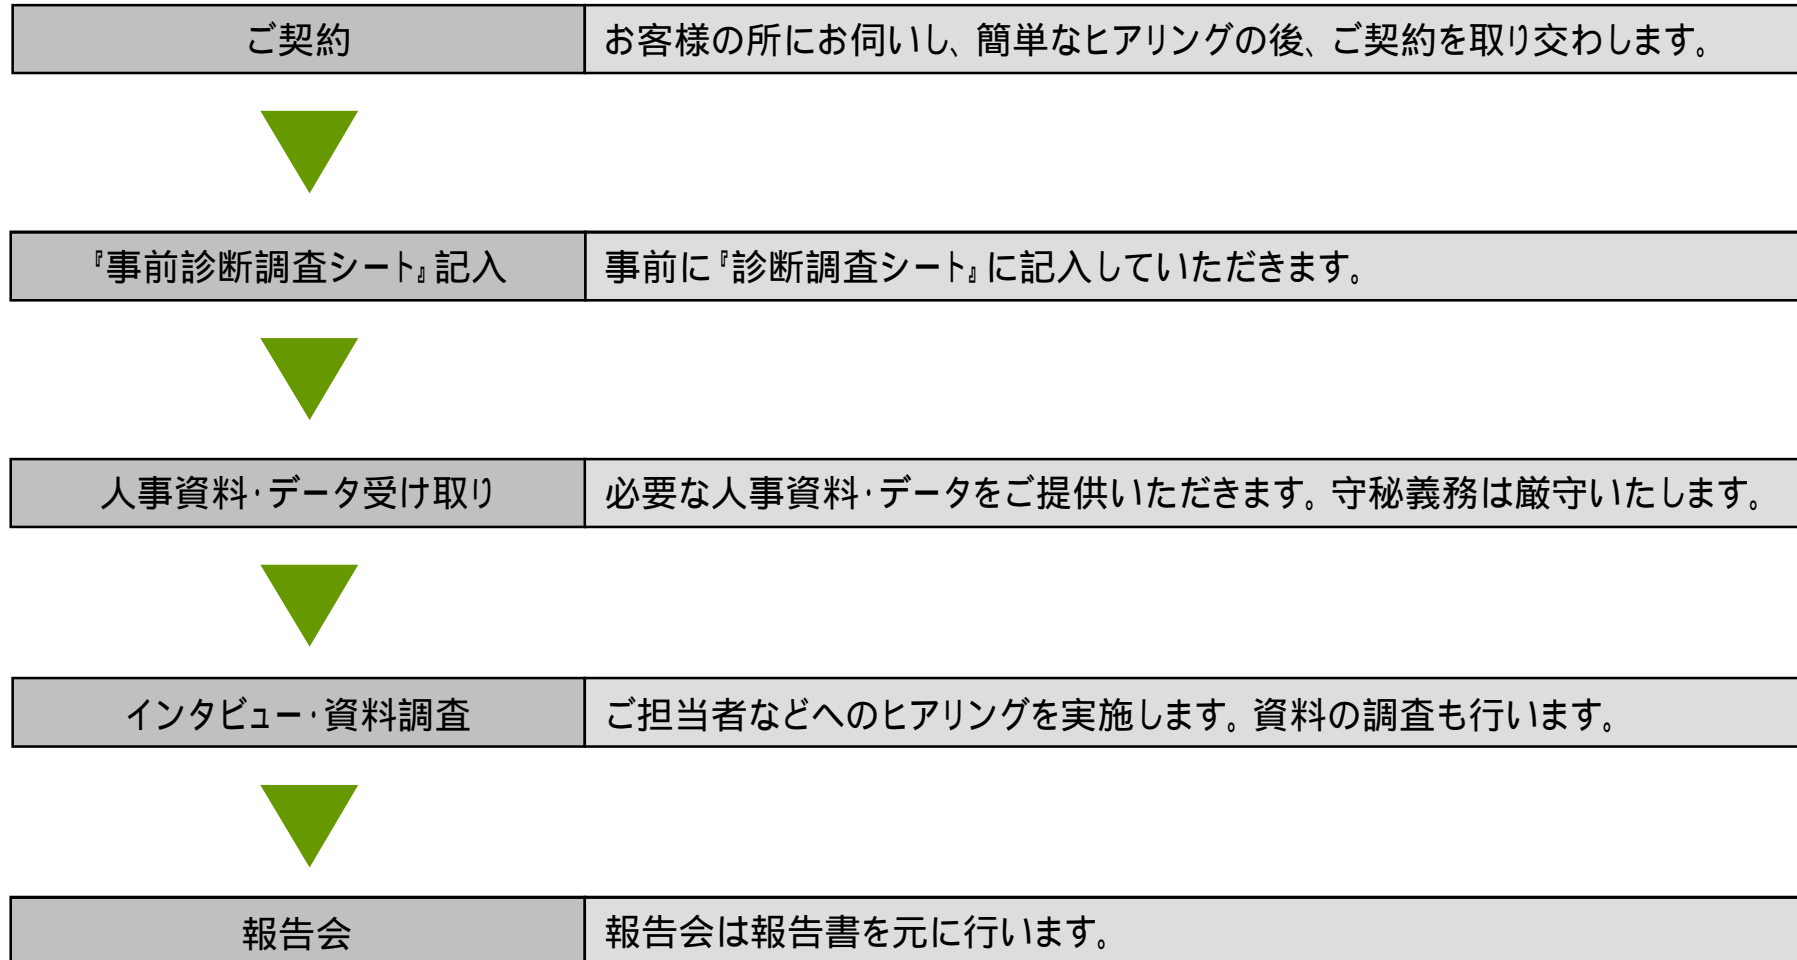 ご契約
お客様の所にお伺いし、簡単なヒアリングの後、ご契約を取り交わします。
『事前診断調査シート』記入
事前に『診断調査シート』に記入していただきます。
人事資料・データ受け取り
必要な人事資料・データをご提供いただきます。守秘義務は厳守いたします。
インタビュー・資料調査
ご担当者などへのヒアリングを実施します。資料の調査も行います。
報告会
報告会は報告書を元に行います。